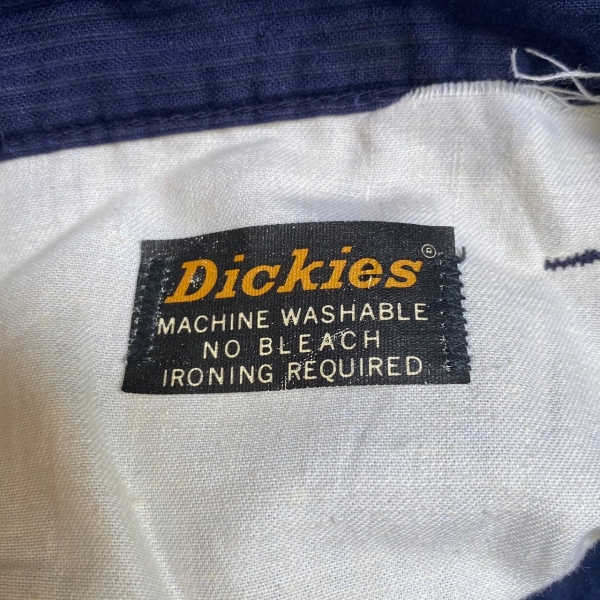 Dickies®
MACHINE WASHABLE
NO BLEACH
IRONING REQUIRED